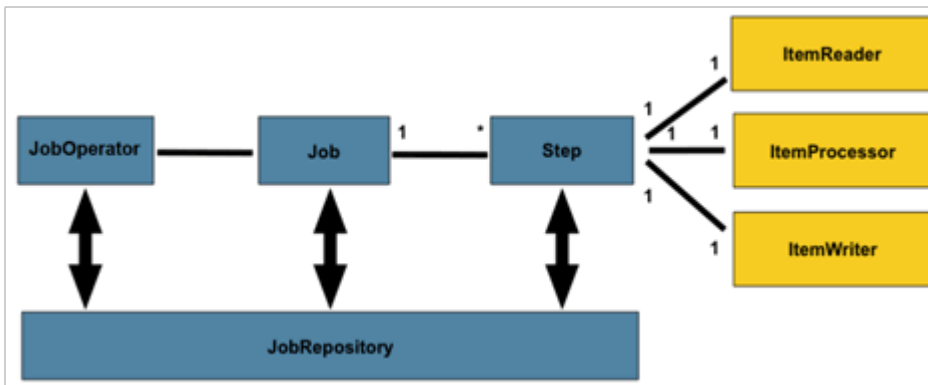 ItemReader
1
1
JobOperator
Job
1
*
Step
1
1
ItemProcessor
1
1
ItemWriter
JobRepository